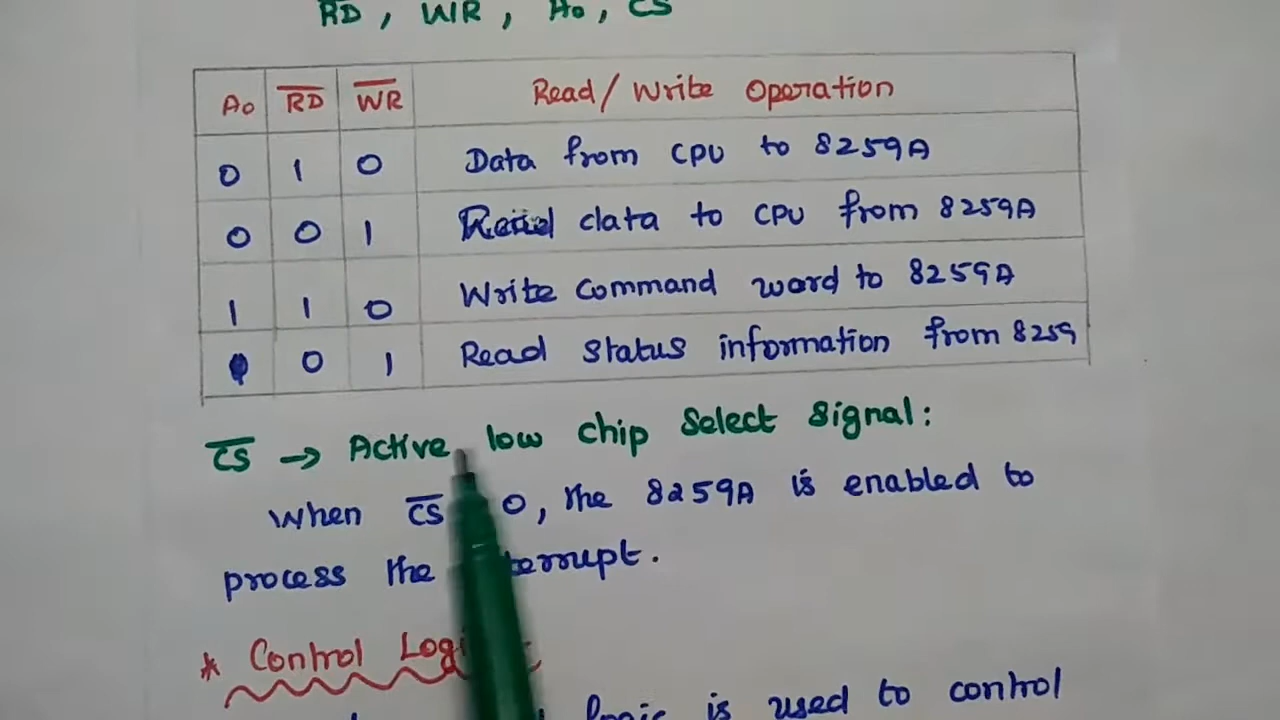 RD, WR, A0, CS
A0 RD WR Read/Write Operation
0 1 0 Data from CPU to 8259A
0 0 1 Read data to CPU from 8259A
1 1 0 Write Command word to 8259A
0 1 Read status information from 8259
CS → Active low chip Select Signal:
When CS 0, the 8259A is enabled to
process the interrupt.
* Control Logic
logic is used to control